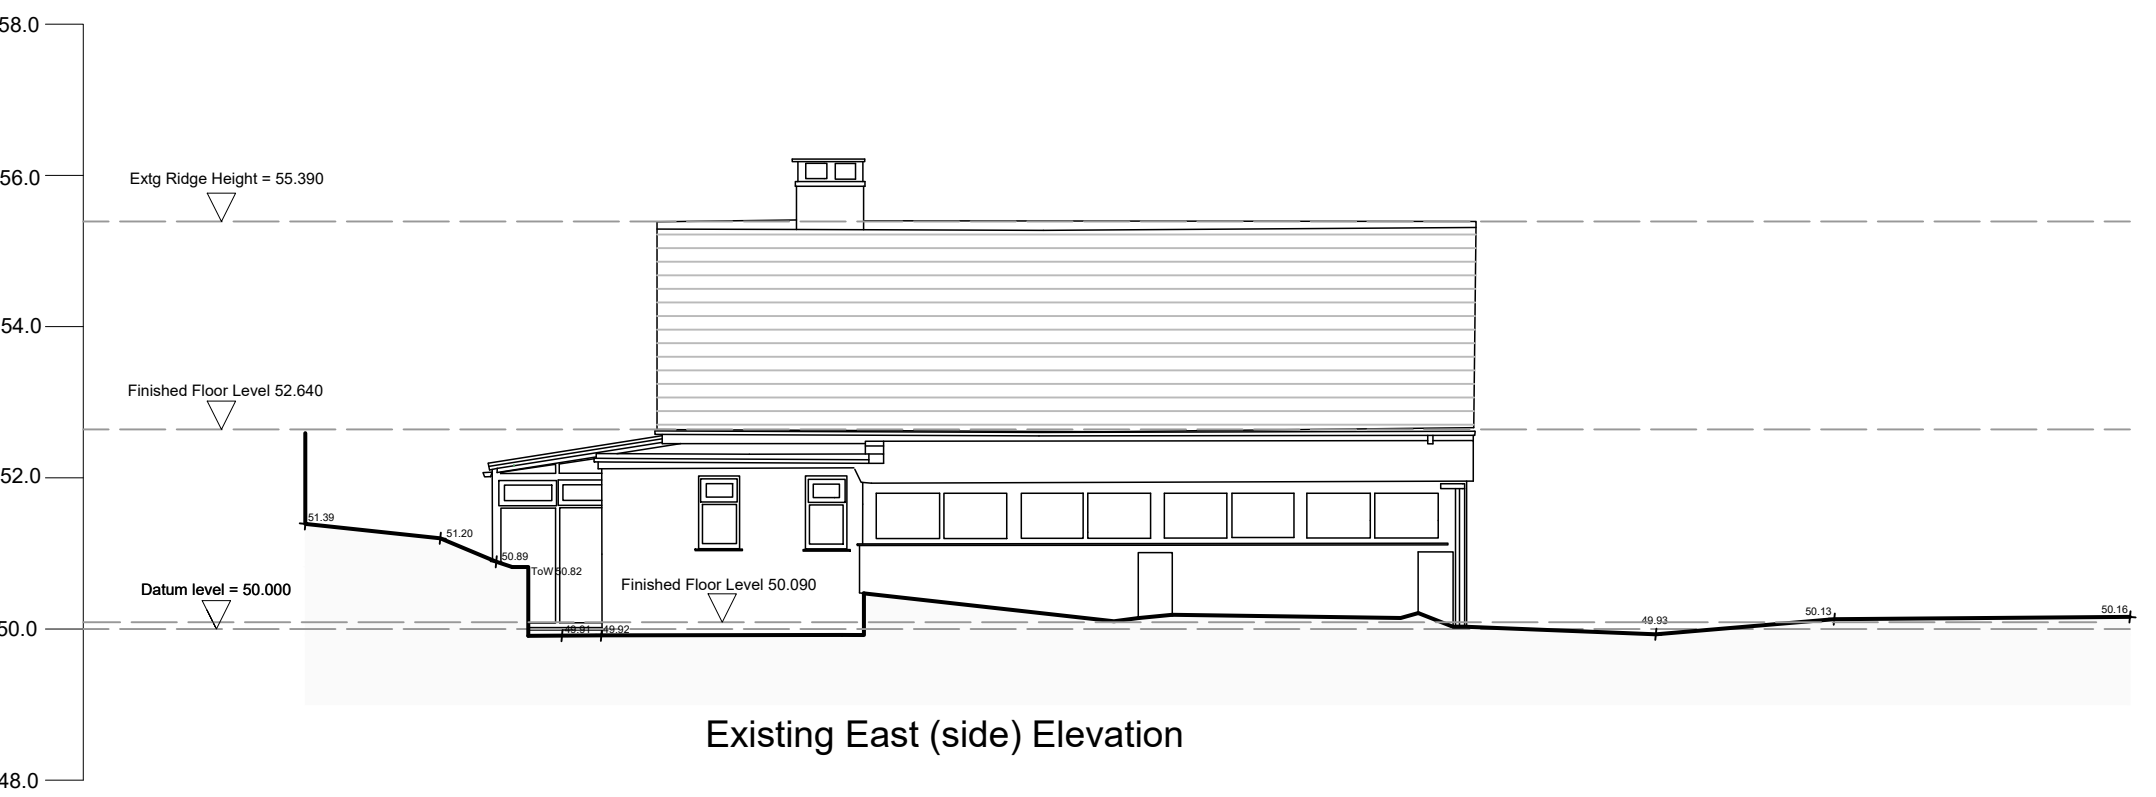 58.0
56.0
Extg Ridge Height = 55.390
54.0
Finished Floor Level 52.640
52.0
51.39
51.20
50.89
ToW 50.82
Finished Floor Level 50.090
Datum level = 50.000
50.0
49.91
49.92
49.93
50.13
50.16
Existing East (side) Elevation
48.0